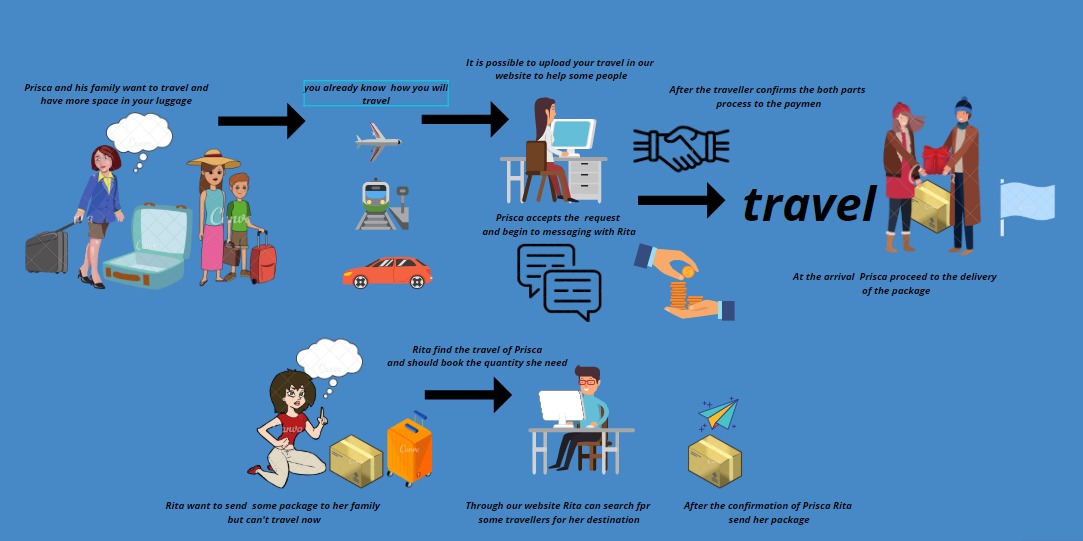 It is possible to upload your travel in our
website to help some people
Prisca and his family want to travel and
have more space in your luggage
you already know  how you will
travel
After the traveller confirms the both parts
process to the paymen
travel
Prisca accepts the  request
and begin to messaging with Rita
At the arrival  Prisca proceed to the delivery
of the package
Rita find the travel of Prisca
and should book the quantity she need
Rita want to send  some package to her family
but can't travel now
Through our website Rita can search fpr
some travellers for her destination
After the confirmation of Prisca Rita
send her package
Canva